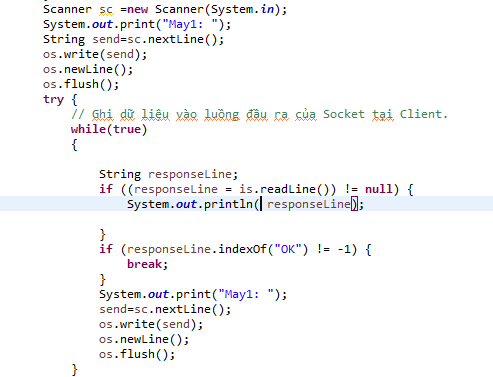 Scanner sc =new Scanner(System.in);
System.out.print("May1: ");
String send=sc.nextLine();
os.write(send);
os.newLine();
os.flush();
try {
// Ghi dữ liệu vào luồng đầu ra của Socket tại Client.
while(true)
{
String responseLine;
if ((responseLine = is.readLine()) != null) {
System.out.println( responseLine);
}
if (responseLine.indexOf("OK") != -1) {
break;
}
System.out.print("May1: ");
send=sc.nextLine();
os.write(send);
os.newLine();
os.flush();
}